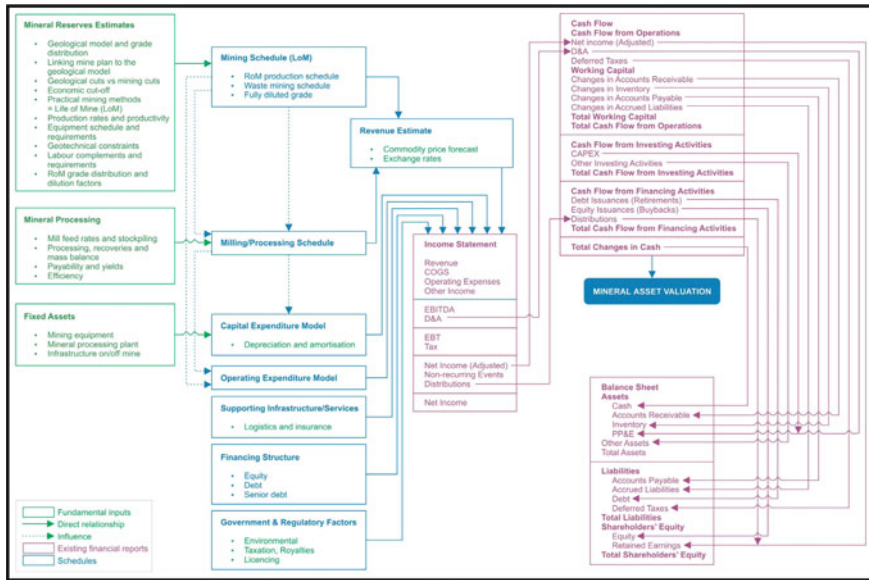 Mineral Reserves Estimates
Geological model and grade
distribution
Linking mine plan to the
geological model
Geological cuts vs mining cuts
Economic cut-off
Practical mining methods
= Life of Mine (LoM)
Production rates and productivity
Equipment schedule and
requirements
Geotechnical constraints
Labour complements and
requirements
RoM grade distribution and
dilution factors
Mineral Processing
Mill feed rates and stockpiling
Processing, recoveries and
mass balance
Payability and yields
Efficiency
Fixed Assets
Mining equipment
Mineral processing plant
Infrastructure on/off mine
Fundamental inputs
Direct relationship
Influence
Existing financial reports
Schedules
Mining Schedule (LoM)
RoM production schedule
Waste mining schedule
Fully diluted grade
Revenue Estimate
Commodity price forecast
Exchange rates
Milling/Processing Schedule
Capital Expenditure Model
Depreciation and amortisation
Operating Expenditure Model
Supporting Infrastructure/Services
Logistics and insurance
Financing Structure
Equity
Debt
Senior debt
Government & Regulatory Factors
Environmental
Taxation, Royalties
Licencing
Income Statement
Revenue
COGS
Operating Expenses
Other Income
EBITDA
D&A
EBT
Tax
Net Income (Adjusted)
Non-recurring Events
Distributions
Net Income
Cash Flow
Cash Flow from Operations
Net income (Adjusted)
D&A
Deferred Taxes
Working Capital
Changes in Accounts Receivable
Changes in Inventory
Changes in Accounts Payable
Changes in Accrued Liabilities
Total Working Capital
Total Cash Flow from Operations
Cash Flow from Investing Activities
CAPEX
Other Investing Activities
Total Cash Flow from Investing Activities
Cash Flow from Financing Activities
Debt Issuances (Retirements)
Equity Issuances (Buybacks)
Distributions
Total Cash Flow from Financing Activities
Total Changes in Cash
MINERAL ASSET VALUATION
Balance Sheet
Assets
Cash
Accounts Receivable
Inventory
PP&E
Other Assets
Total Assets
Liabilities
Accounts Payable
Accrued Liabilities
Debt
Deferred Taxes
Total Liabilities
Shareholders' Equity
Equity
Retained Earnings
Total Shareholders' Equity